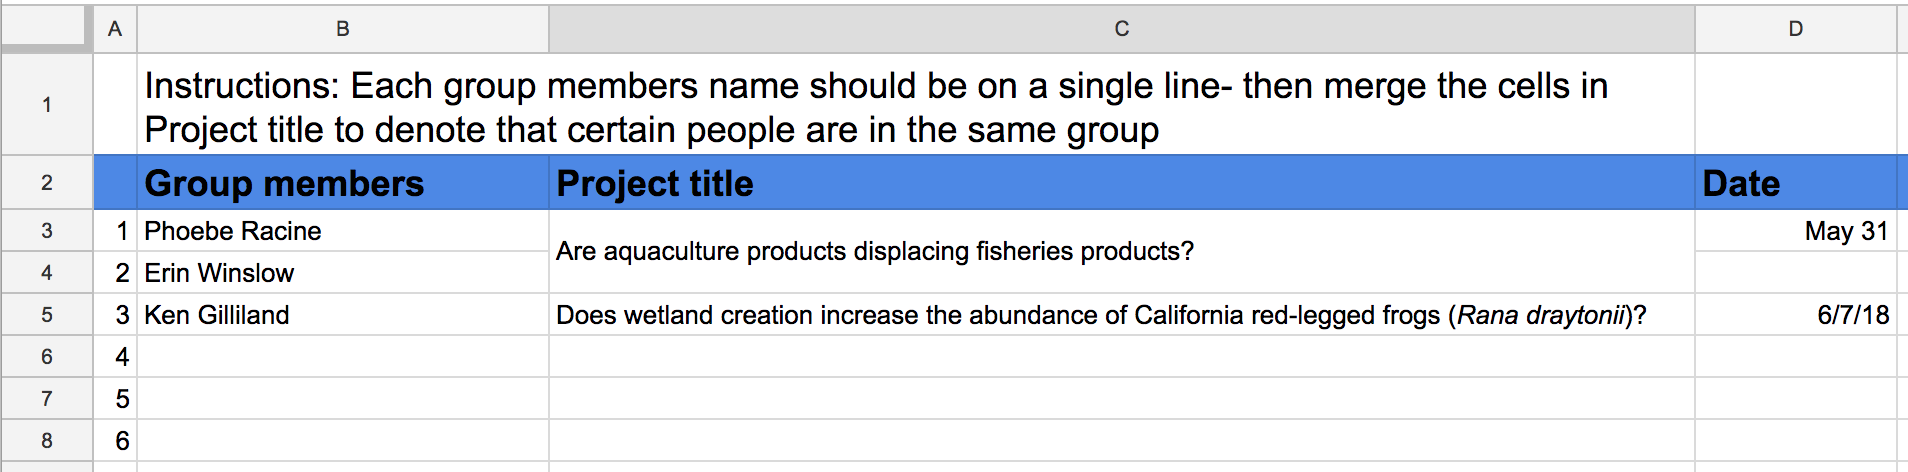 A B C D
1 Instructions: Each group members name should be on a single line- then merge the cells in
Project title to denote that certain people are in the same group
2 Group members Project title Date
3 1 Phoebe Racine May 31
Are aquaculture products displacing fisheries products?
4 2 Erin Winslow
5 3 Ken Gilliland Does wetland creation increase the abundance of California red-legged frogs (Rana draytonii)? 6/7/18
6 4
7 5
8 6